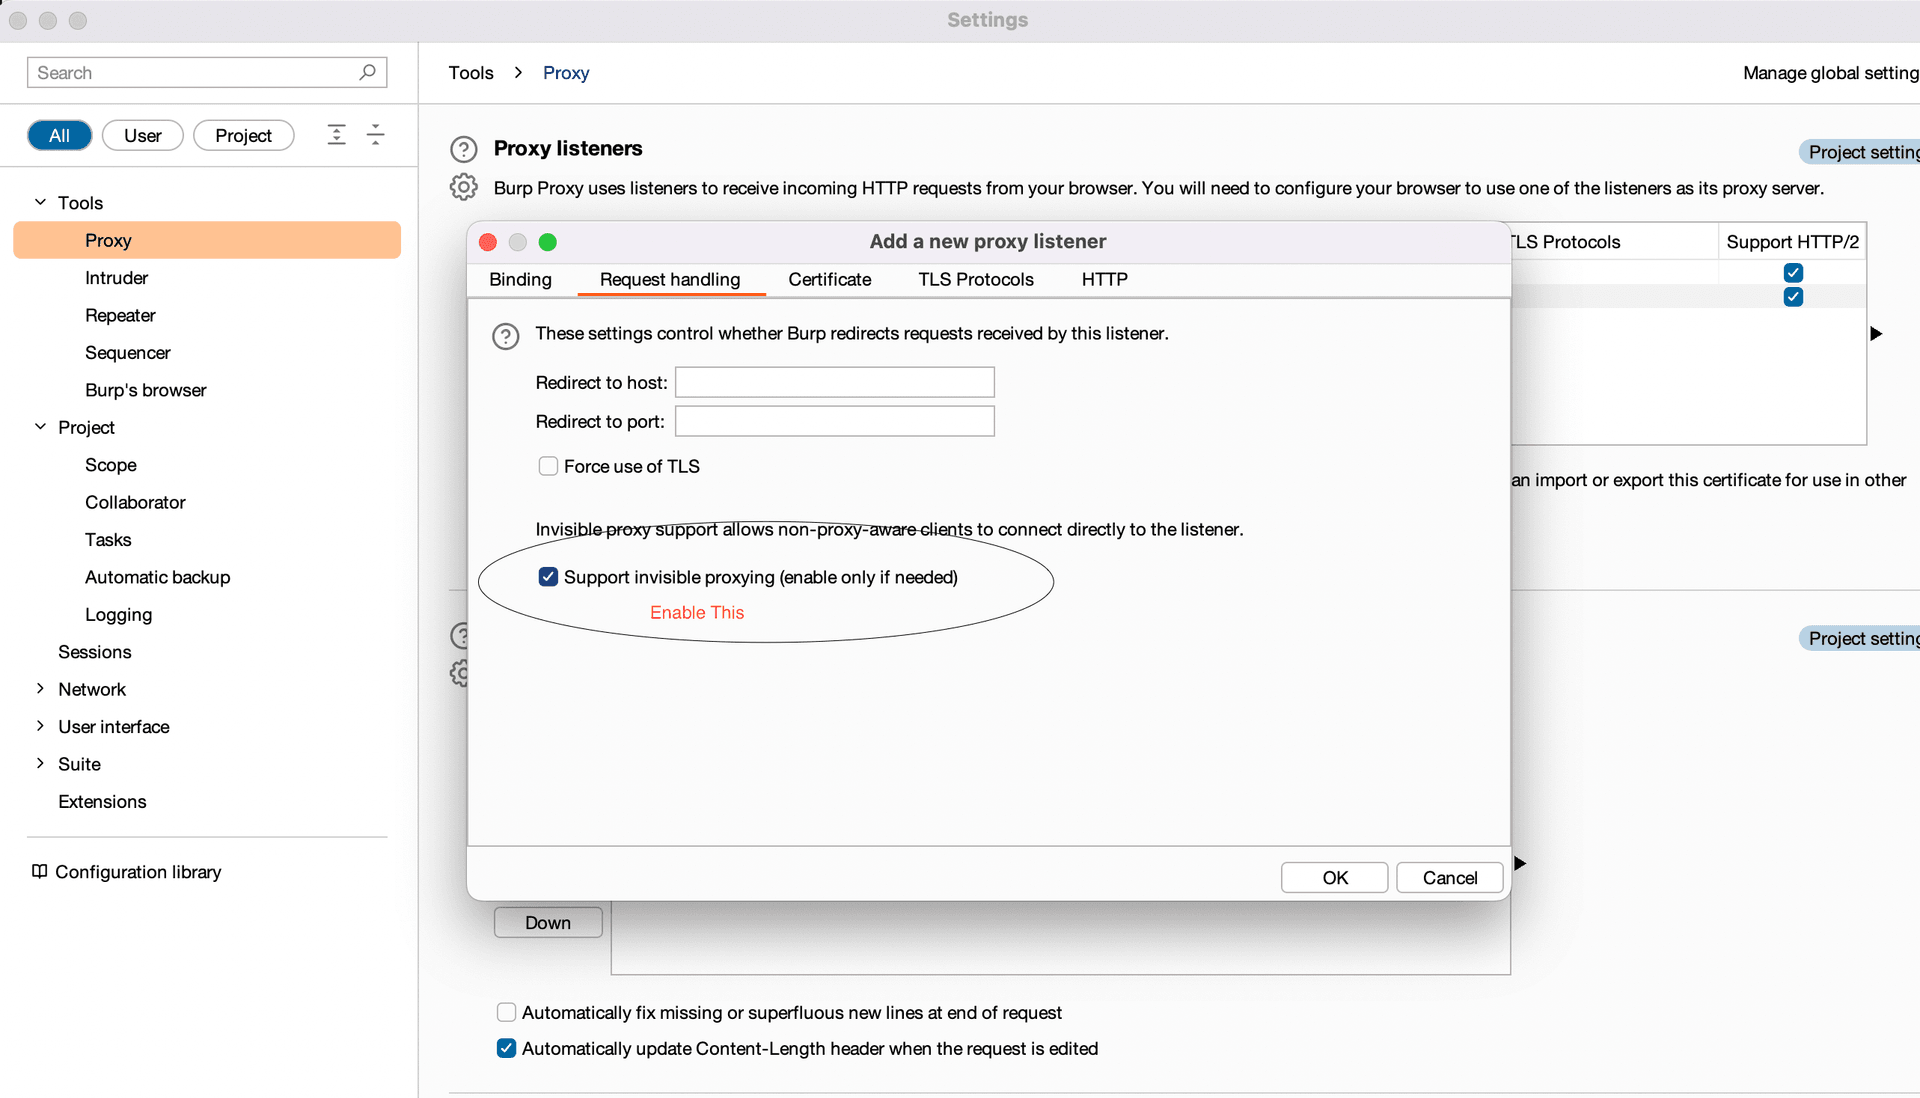 Settings
Search
Tools > Proxy
Manage global setting
All
User
Project
Tools
Proxy
Intruder
Repeater
Sequencer
Burp's browser
Project
Scope
Collaborator
Tasks
Automatic backup
Logging
Sessions
Network
User interface
Suite
Extensions
Configuration library
Proxy listeners
Project setting
Burp Proxy uses listeners to receive incoming HTTP requests from your browser. You will need to configure your browser to use one of the listeners as its proxy server.
TLS Protocols
Support HTTP/2
Add a new proxy listener
Binding
Request handling
Certificate
TLS Protocols
HTTP
These settings control whether Burp redirects requests received by this listener.
Redirect to host:
Redirect to port:
Force use of TLS
Invisible proxy support allows non-proxy-aware clients to connect directly to the listener.
Support invisible proxying (enable only if needed)
Enable This
OK
Cancel
an import or export this certificate for use in other
Project setting
Down
Automatically fix missing or superfluous new lines at end of request
Automatically update Content-Length header when the request is edited